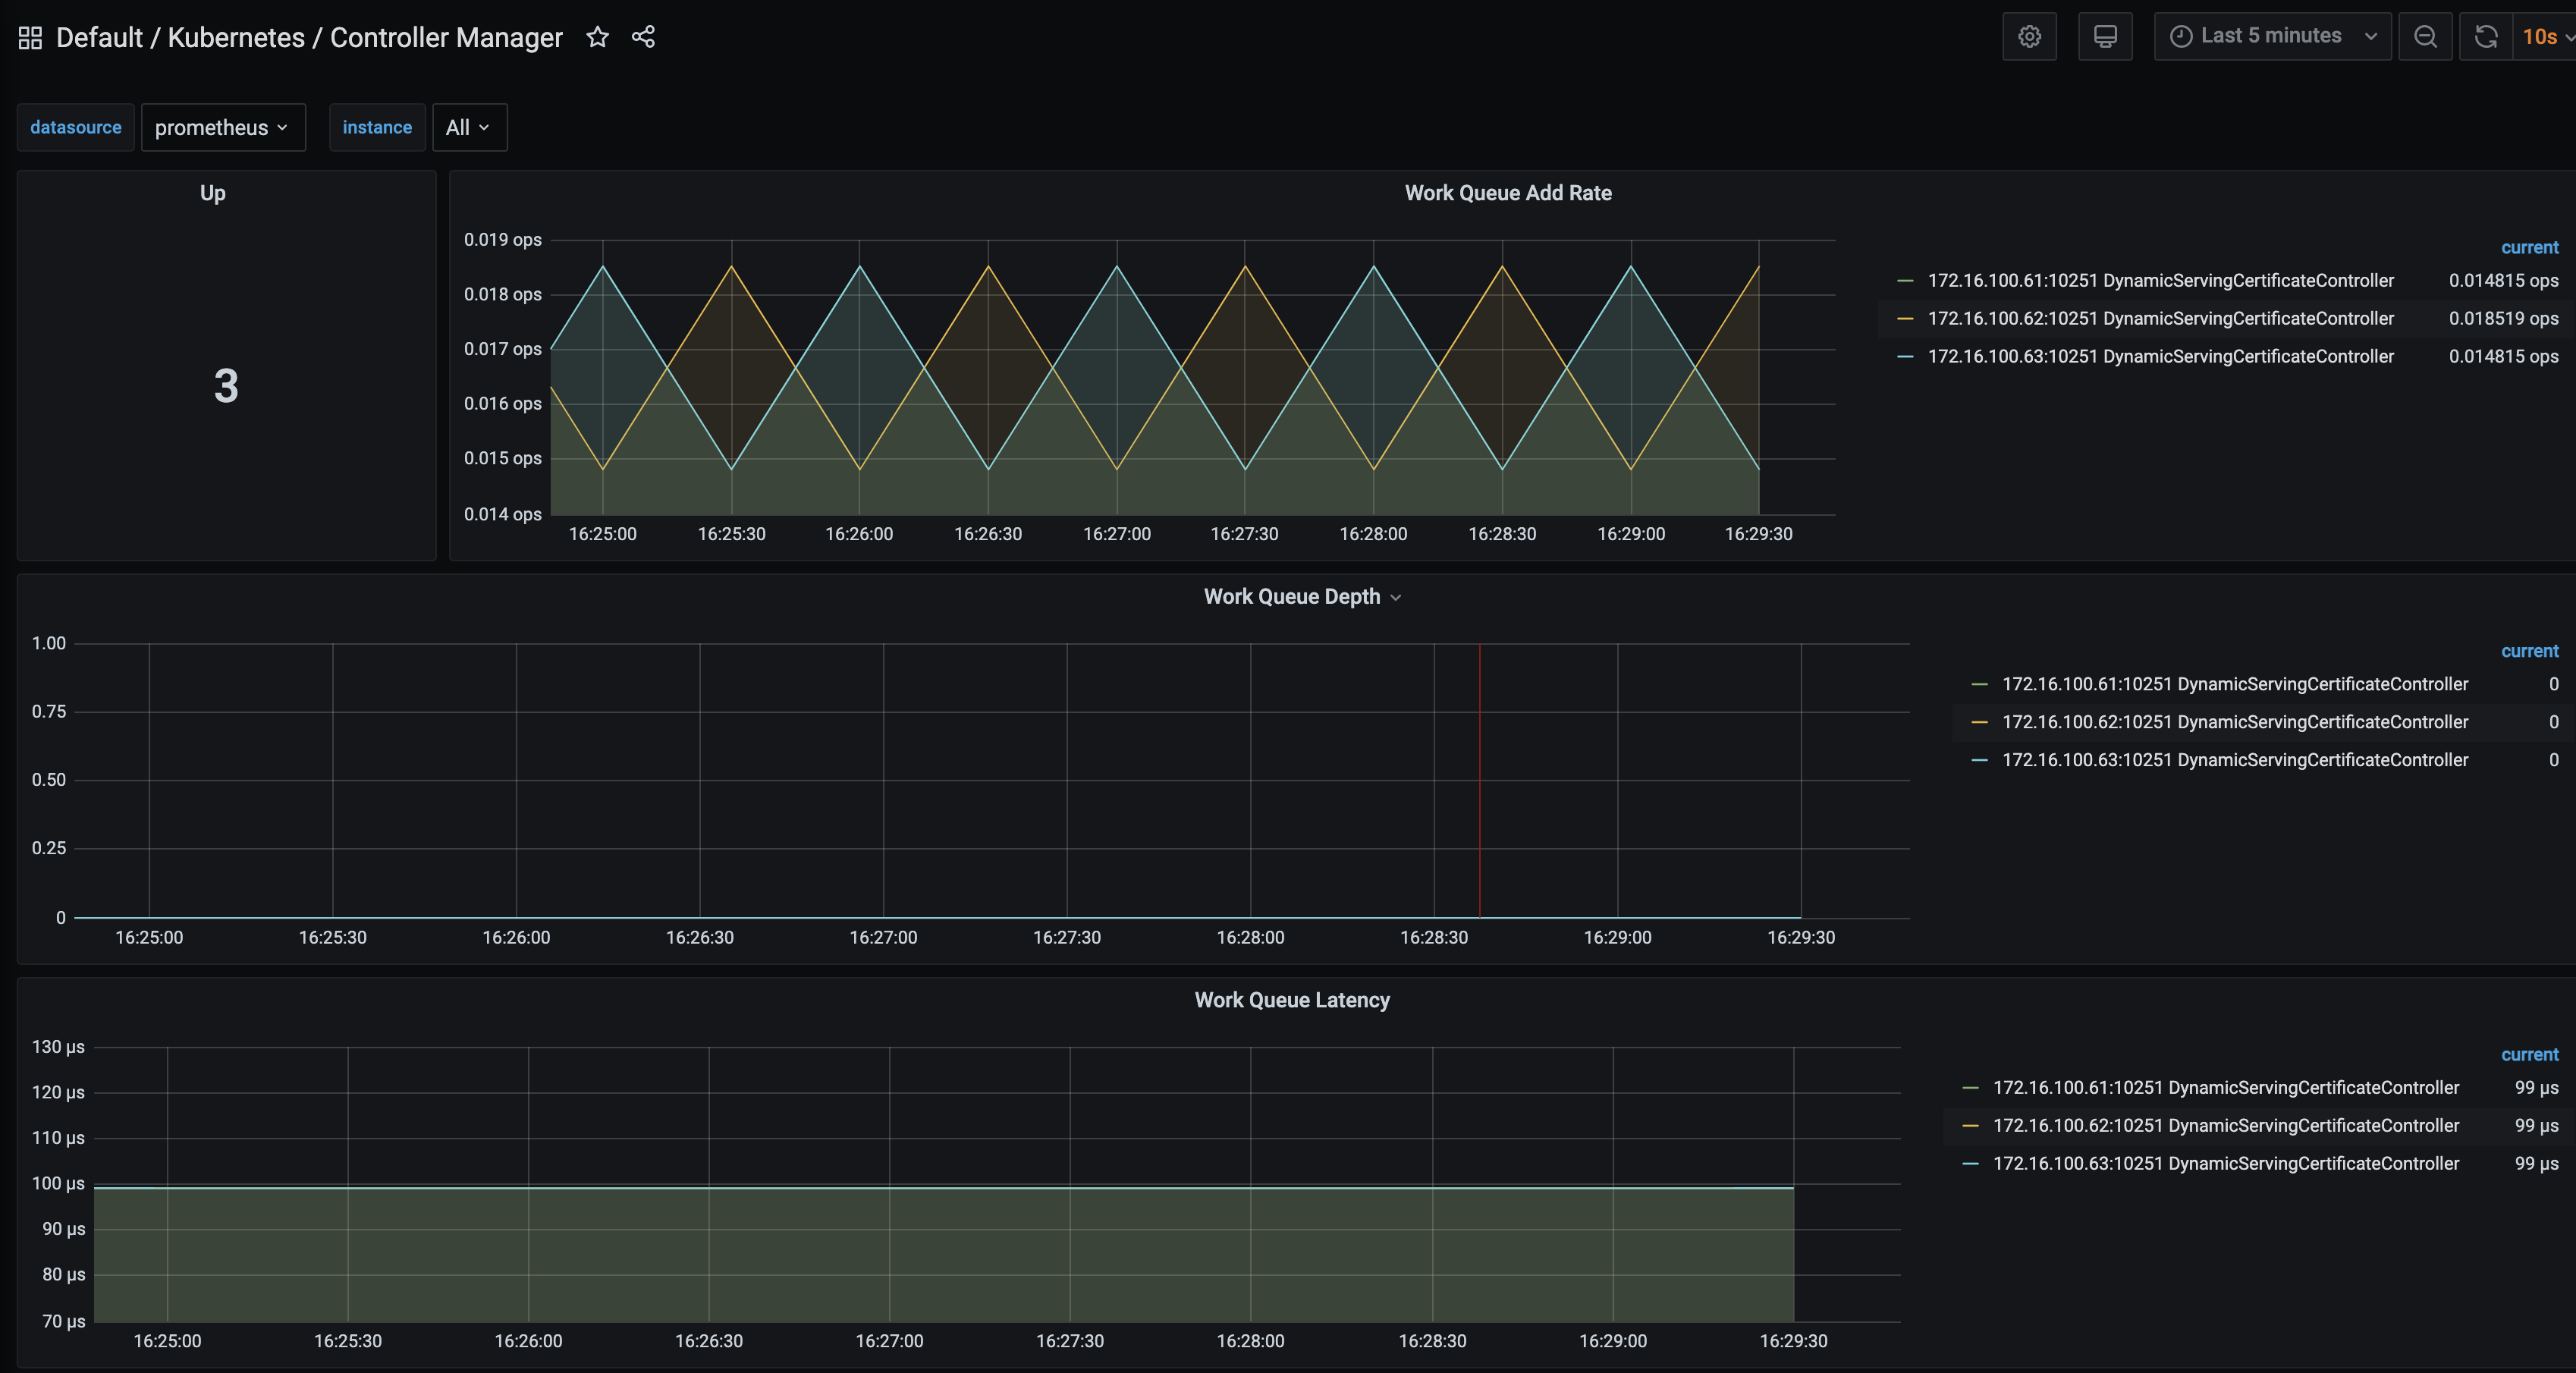 Default / Kubernetes / Controller Manager
Last 5 minutes
10s
datasource prometheus instance All
Up
3
Work Queue Add Rate
0.019 ops
0.018 ops
0.017 ops
0.016 ops
0.015 ops
0.014 ops
16:25:00 16:25:30 16:26:00 16:26:30 16:27:00 16:27:30 16:28:00 16:28:30 16:29:00 16:29:30
current
172.16.100.61:10251 DynamicServingCertificateController 0.014815 ops
172.16.100.62:10251 DynamicServingCertificateController 0.018519 ops
172.16.100.63:10251 DynamicServingCertificateController 0.014815 ops
Work Queue Depth
1.00
0.75
0.50
0.25
0
16:25:00 16:25:30 16:26:00 16:26:30 16:27:00 16:27:30 16:28:00 16:28:30 16:29:00 16:29:30
current
172.16.100.61:10251 DynamicServingCertificateController 0
172.16.100.62:10251 DynamicServingCertificateController 0
172.16.100.63:10251 DynamicServingCertificateController 0
Work Queue Latency
130 µs
120 µs
110 µs
100 µs
90 µs
80 µs
70 µs
16:25:00 16:25:30 16:26:00 16:26:30 16:27:00 16:27:30 16:28:00 16:28:30 16:29:00 16:29:30
current
172.16.100.61:10251 DynamicServingCertificateController 99 µs
172.16.100.62:10251 DynamicServingCertificateController 99 µs
172.16.100.63:10251 DynamicServingCertificateController 99 µs